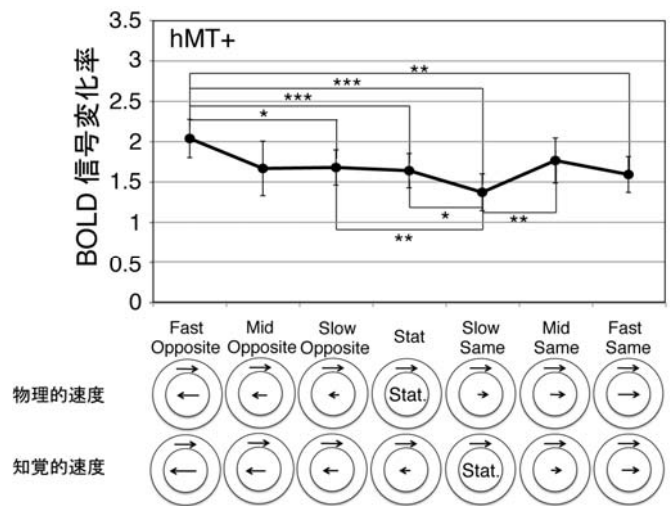 3.5
hMT+
3
**
***
2.5
***
*
2
1.5
*
**
1
**
0.5
0
BOLD 信号変化率
Fast Opposite
Mid Opposite
Slow Opposite
Stat
Slow Same
Mid Same
Fast Same
物理的速度
Stat.
知覚的速度
Stat.